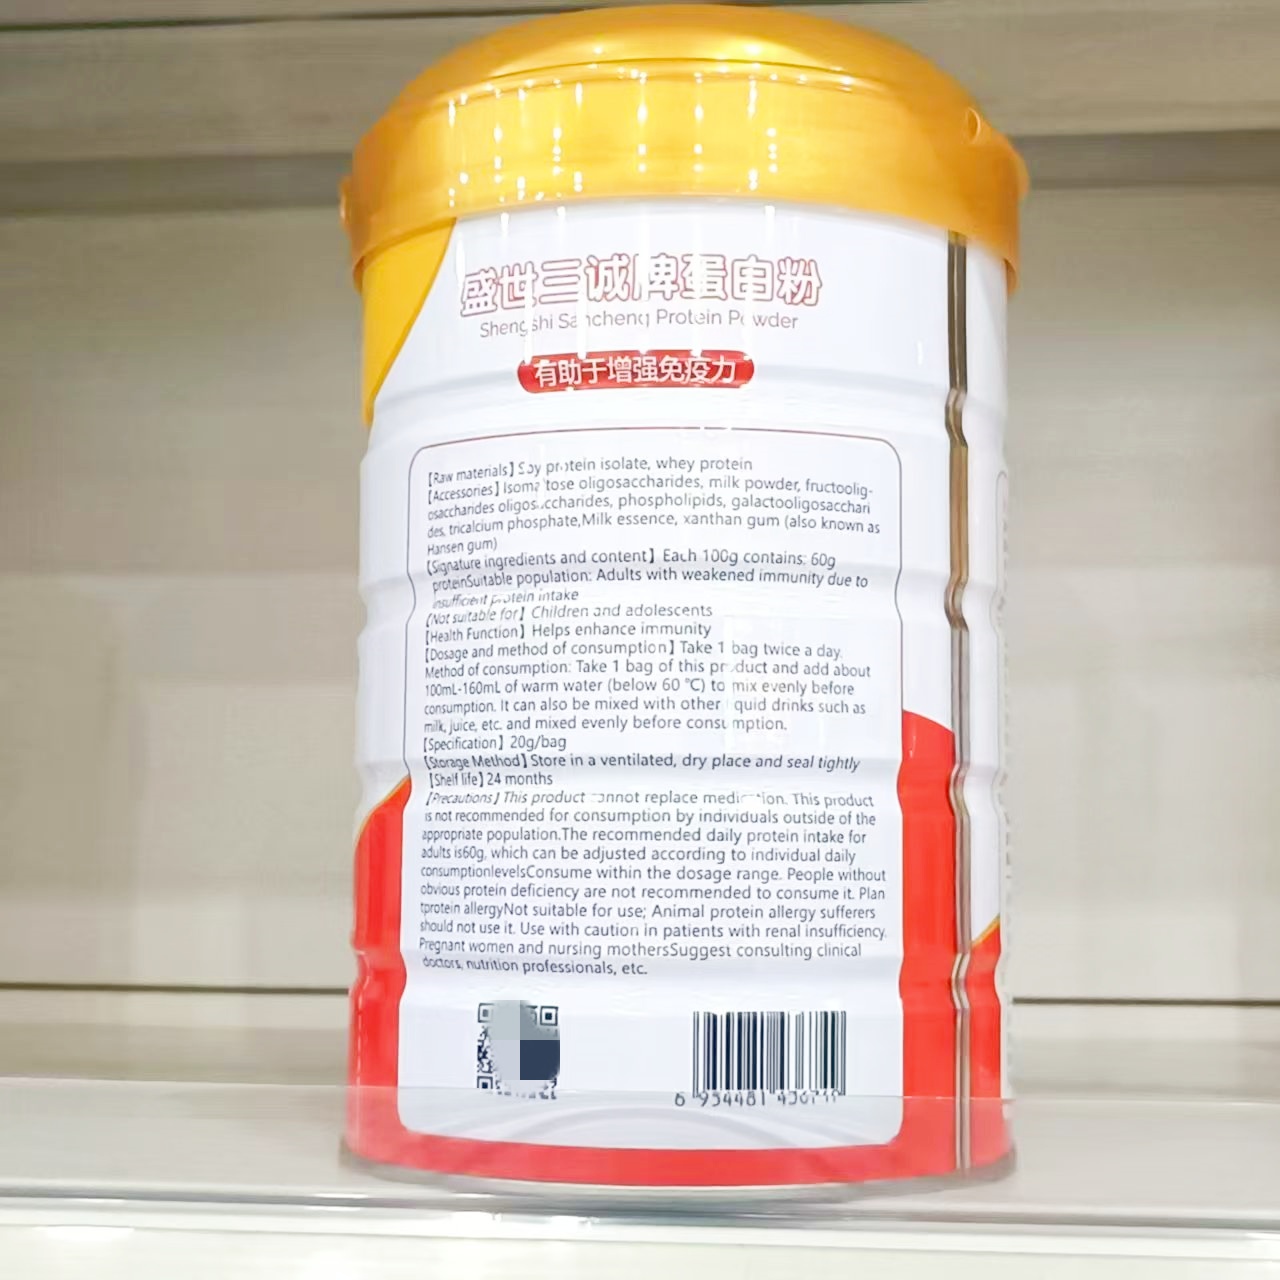 盛世三诚牌蛋白粉
Shengshi Sancheng Protein Powder
有助于增强免疫力
【Raw materials】Soy protein isolate, whey protein
【Accessories】 tose oligosaccharides, milk powder, fructoolig-
osaccharides oligosaccharides, phospholipids, galactooligosacchari
des, tricalcium phosphate,Milk essence, xanthan gum (also known as
Hansen gum)
【Signature ingredients and content】Each 100g contains: 60g
proteinSuitable population: Adults with weakened immunity due to
insufficient protein intake
【Not suitable for】Children and adolescents
【Health Function】Helps enhance immunity
【Dosage and method of consumption】Take 1 bag twice a day.
Method of consumption: Take 1 bag of this product and add about
100mL-160mL of warm water (below 60 ℃) to mix evenly before
consumption. It can also be mixed with other liquid drinks such as
milk, juice, etc. and mixed evenly before consumption.
【Specification】20g/bag
【Storage Method】Store in a ventilated, dry place and seal tightly
【Shelf life】24 months
【Precautions】This product cannot replace medication. This product
is not recommended for consumption by individuals outside of the
appropriate population.The recommended daily protein intake for
adults is60g, which can be adjusted according to individual daily
consumptionlevelsConsume within the dosage range. People without
obvious protein deficiency are not recommended to consume it. Plan
tprotein allergyNot suitable for use; Animal protein allergy sufferers
should not use it. Use with caution in patients with renal insufficiency.
Pregnant women and nursing mothersSuggest consulting clinical
doctors, nutrition professionals, etc.
6 954481